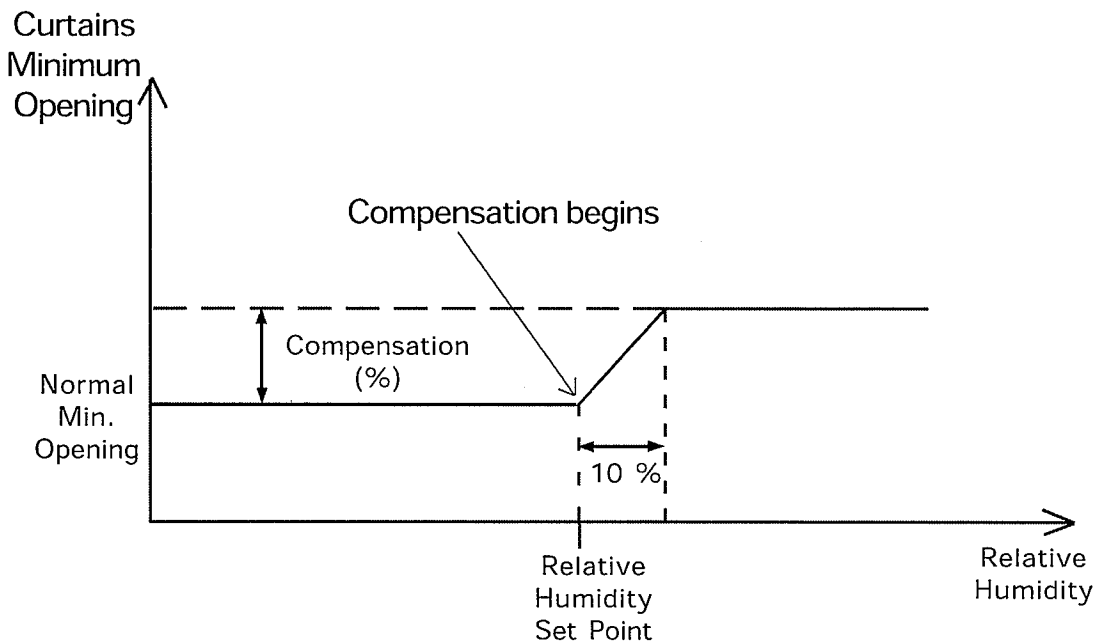 Curtains
Minimum
Opening
Compensation begins
Compensation
(%)
Normal
Min.
Opening
10 %
Relative
Humidity
Set Point
Relative
Humidity